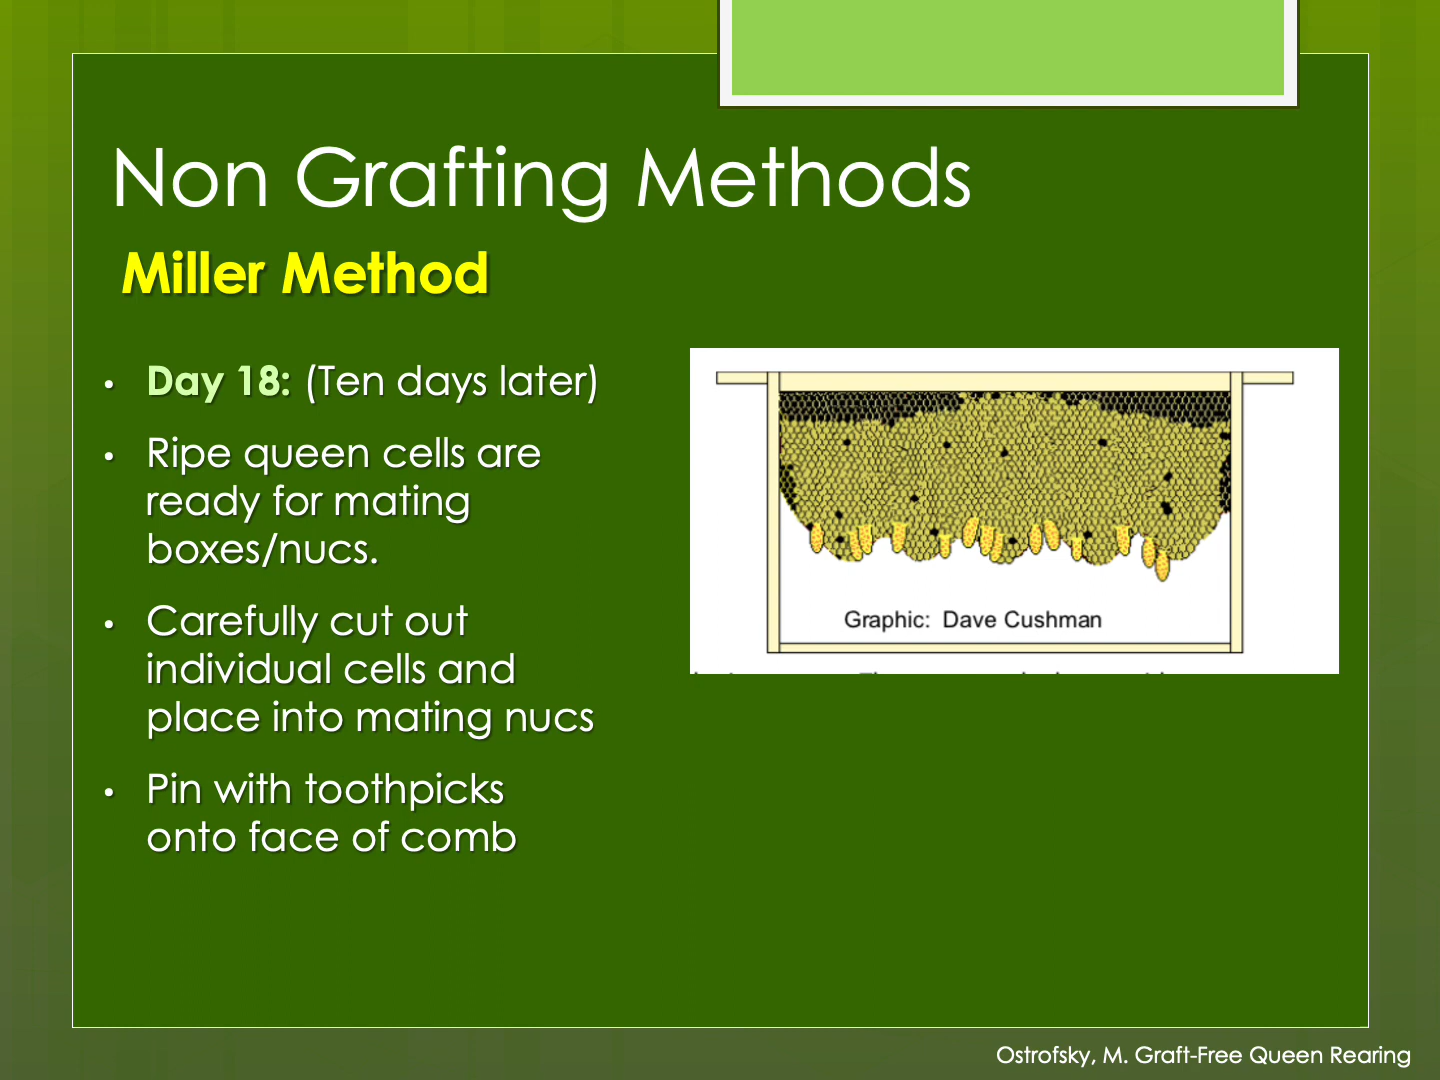 Non Grafting Methods
Miller Method
• Day 18: (Ten days later)
• Ripe queen cells are
ready for mating
boxes/nucs.
• Carefully cut out
individual cells and
place into mating nucs
• Pin with toothpicks
onto face of comb
Graphic: Dave Cushman
Ostrofsky, M. Graft-Free Queen Rearing